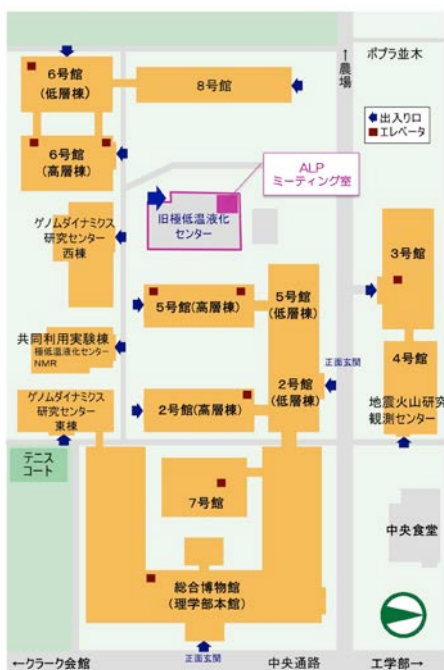 6号館
(低層棟)
8号館
↑農場
ポプラ並木
出入り口
エレベータ
6号館
(高層棟)
ALP
ミーティング室
旧極低温液化
センター
ゲノムダイナミクス
研究センター
西棟
3号館
5号館(高層棟)
5号館
(低層棟)
共同利用実験棟
極低温液化センター
NMR
4号館
正面玄関
2号館
(低層棟)
ゲノムダイナミクス
研究センター
東棟
2号館(高層棟)
地震火山研究
観測センター
テニス
コート
7号館
中央食堂
総合博物館
(理学部本館)
←クラーク会館
正面玄関
中央通路
工学部→